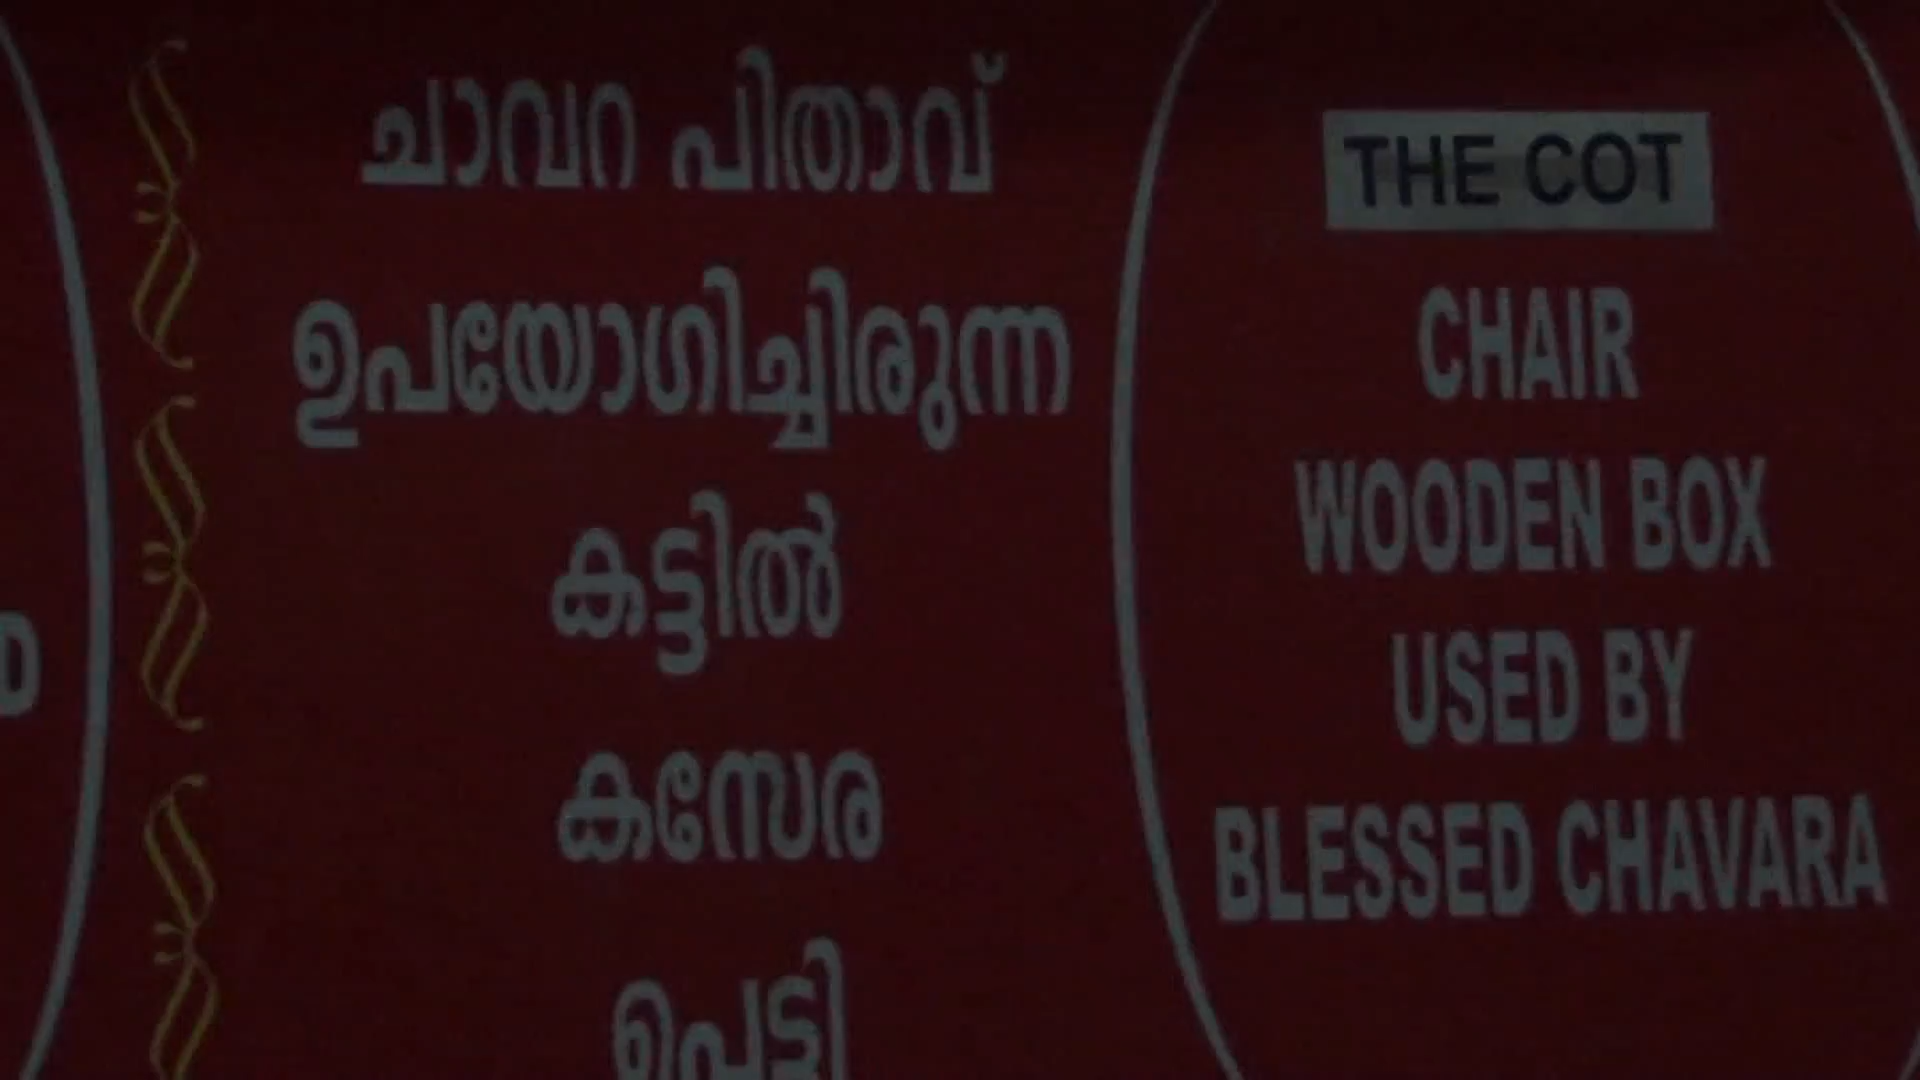 ചാവറ പിതാവ്
ഉപയോഗിച്ചിരുന്ന
കട്ടിൽ
കസേര
പെട്ടി
THE COT
CHAIR
WOODEN BOX
USED BY
BLESSED CHAVARA